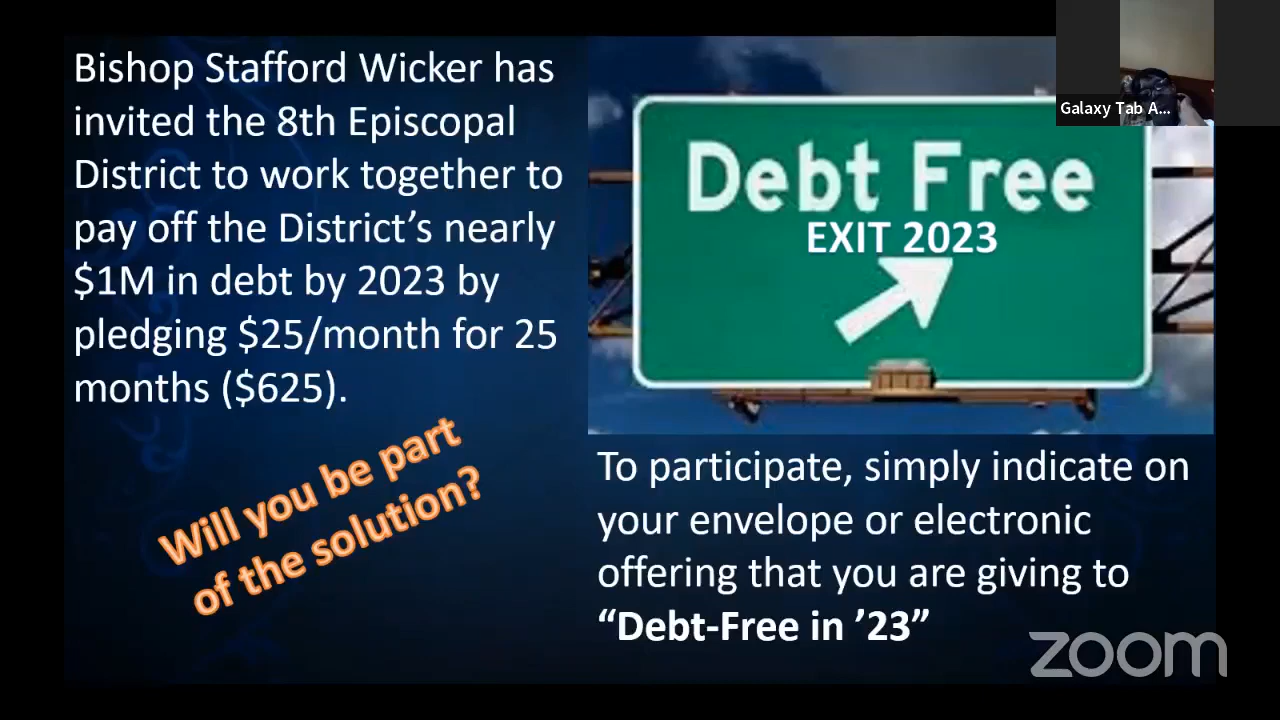 Bishop Stafford Wicker has
invited the 8th Episcopal
District to work together to
pay off the District's nearly
$1M in debt by 2023 by
pledging $25/month for 25
months ($625).
Will you be part
of the solution?
Debt Free
EXIT 2023
To participate, simply indicate on
your envelope or electronic
offering that you are giving to
“Debt-Free in ’23”
Galaxy Tab A...
zoom